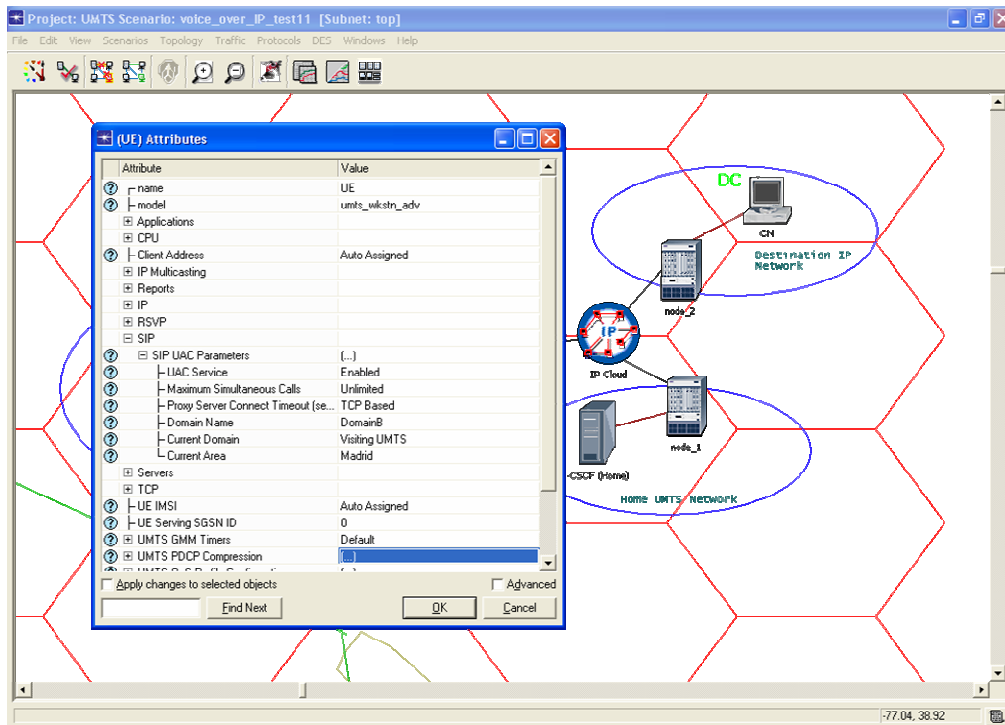 Project: UMTS Scenario: voice_over_IP_test11 [Subnet: top]
File Edit View Scenarios Topology Traffic Protocols DES Windows Help
(UE) Attributes
Attribute Value
name UE
model umts_wkstn_adv
Applications
CPU
Client Address Auto Assigned
IP Multicasting
Reports
IP
RSVP
SIP
SIP UAC Parameters (...)
UAC Service Enabled
Maximum Simultaneous Calls Unlimited
Proxy Server Connect Timeout (se... TCP Based
Domain Name DomainB
Current Domain Visiting UMTS
Current Area Madrid
Servers
TCP
UE IMSI Auto Assigned
UE Serving SGSN ID 0
UMTS GMM Timers Default
UMTS PDCP Compression (...)
Apply changes to selected objects Advanced
Find Next OK Cancel
DC
CN
Destination IP
Network
node_2
IP
IP Cloud
node_1
-CSCF (Home)
Home UMTS Network
-77.04, 38.92